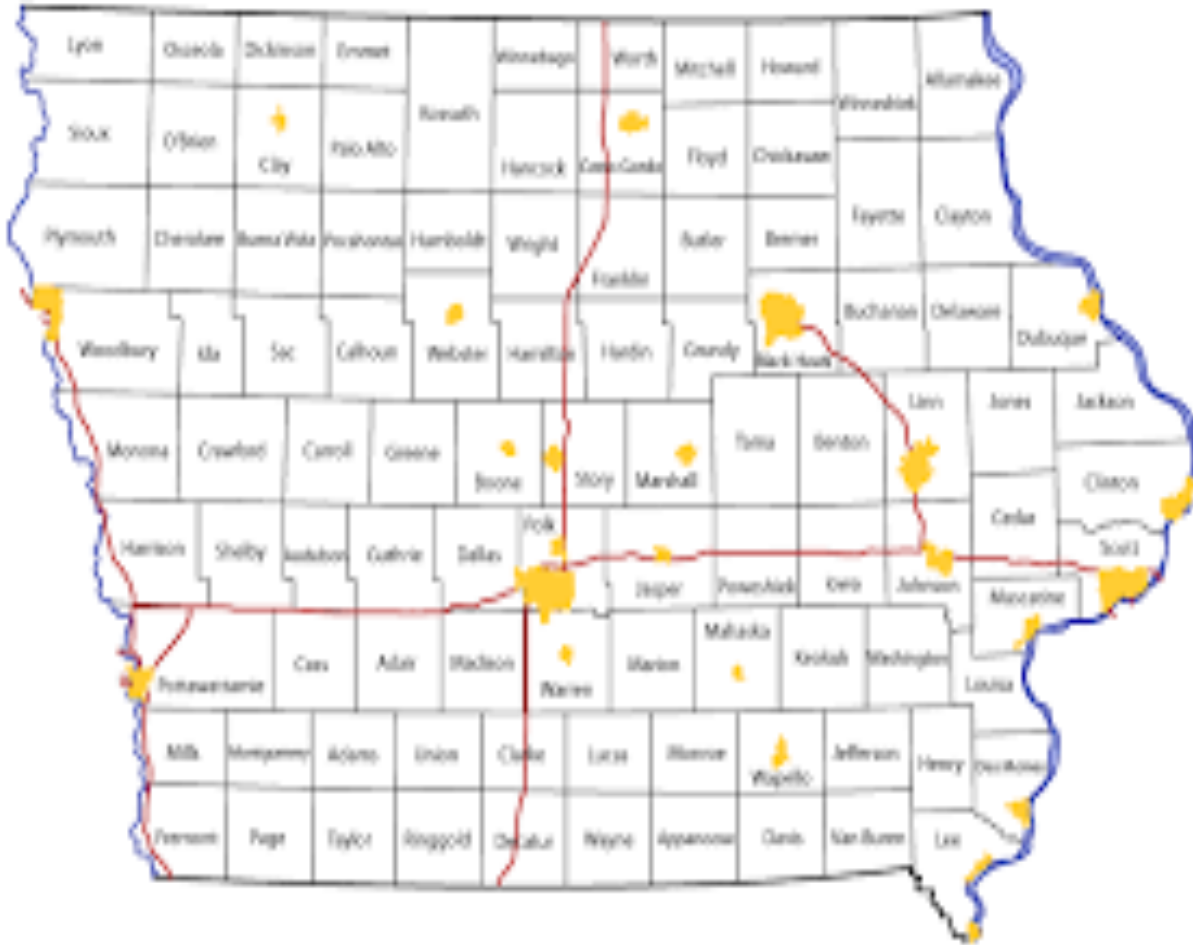 Lyon
Osceola
Dickinson
Emmet
Winnebago
Worth
Mitchell
Howard
Winneshiek
Allamakee
Kossuth
Sioux
O'Brien
Clay
Palo Alto
Hancock
Cerro Gordo
Floyd
Chickasaw
Fayette
Clayton
Plymouth
Cherokee
Buena Vista
Pocahontas
Humboldt
Wright
Franklin
Butler
Bremer
Woodbury
Ida
Sac
Calhoun
Webster
Hamilton
Hardin
Grundy
Black Hawk
Buchanan
Delaware
Dubuque
Monona
Crawford
Carroll
Greene
Boone
Story
Marshall
Tama
Benton
Linn
Jones
Jackson
Clinton
Cedar
Scott
Harrison
Shelby
Audubon
Guthrie
Dallas
Polk
Jasper
Poweshiek
Iowa
Johnson
Muscatine
Pottawattamie
Cass
Adair
Madison
Warren
Marion
Mahaska
Keokuk
Washington
Louisa
Mills
Montgomery
Adams
Union
Clarke
Lucas
Monroe
Wapello
Jefferson
Henry
Des Moines
Fremont
Page
Taylor
Ringgold
Decatur
Wayne
Appanoose
Davis
Van Buren
Lee